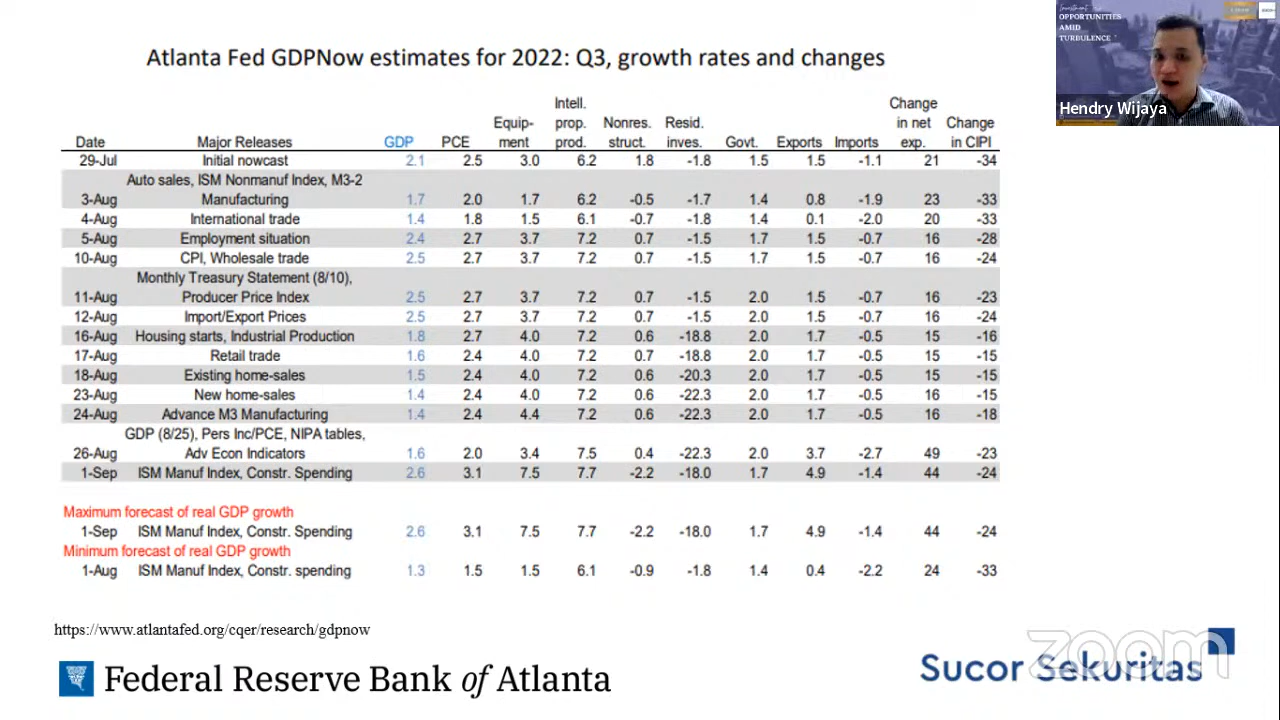 Atlanta Fed GDPNow estimates for 2022: Q3, growth rates and changes
Date Major Releases GDP PCE Equip-ment Intell. prop. prod. Nonres. struct. Resid. inves. Govt. Exports Imports Change in net exp. Change in CIPI
29-Jul Initial nowcast 2.1 2.5 3.0 6.2 1.8 -1.8 1.5 1.5 -1.1 21 -34
Auto sales, ISM Nonmanuf Index, M3-2
3-Aug Manufacturing 1.7 2.0 1.7 6.2 -0.5 -1.7 1.4 0.8 -1.9 23 -33
4-Aug International trade 1.4 1.8 1.5 6.1 -0.7 -1.8 1.4 0.1 -2.0 20 -33
5-Aug Employment situation 2.4 2.7 3.7 7.2 0.7 -1.5 1.7 1.5 -0.7 16 -28
10-Aug CPI, Wholesale trade 2.5 2.7 3.7 7.2 0.7 -1.5 1.7 1.5 -0.7 16 -24
Monthly Treasury Statement (8/10),
11-Aug Producer Price Index 2.5 2.7 3.7 7.2 0.7 -1.5 2.0 1.5 -0.7 16 -23
12-Aug Import/Export Prices 2.5 2.7 3.7 7.2 0.7 -1.5 2.0 1.5 -0.7 16 -24
16-Aug Housing starts, Industrial Production 1.8 2.7 4.0 7.2 0.6 -18.8 2.0 1.7 -0.5 15 -16
17-Aug Retail trade 1.6 2.4 4.0 7.2 0.7 -18.8 2.0 1.7 -0.5 15 -15
18-Aug Existing home-sales 1.5 2.4 4.0 7.2 0.6 -20.3 2.0 1.7 -0.5 15 -15
23-Aug New home-sales 1.4 2.4 4.0 7.2 0.6 -22.3 2.0 1.7 -0.5 16 -15
24-Aug Advance M3 Manufacturing 1.4 2.4 4.4 7.2 0.6 -22.3 2.0 1.7 -0.5 16 -18
GDP (8/25), Pers Inc/PCE, NIPA tables,
26-Aug Adv Econ Indicators 1.6 2.0 3.4 7.5 0.4 -22.3 2.0 3.7 -2.7 49 -23
1-Sep ISM Manuf Index, Constr. Spending 2.6 3.1 7.5 7.7 -2.2 -18.0 1.7 4.9 -1.4 44 -24
Maximum forecast of real GDP growth
1-Sep ISM Manuf Index, Constr. Spending 2.6 3.1 7.5 7.7 -2.2 -18.0 1.7 4.9 -1.4 44 -24
Minimum forecast of real GDP growth
1-Aug ISM Manuf Index, Constr. spending 1.3 1.5 1.5 6.1 -0.9 -1.8 1.4 0.4 -2.2 24 -33
https://www.atlantafed.org/cqer/research/gdpnow
Federal Reserve Bank of Atlanta
Sucor Sekuritas
zoom
OPPORTUNITIES
AMID
TURBULENCE
Hendry Wijaya